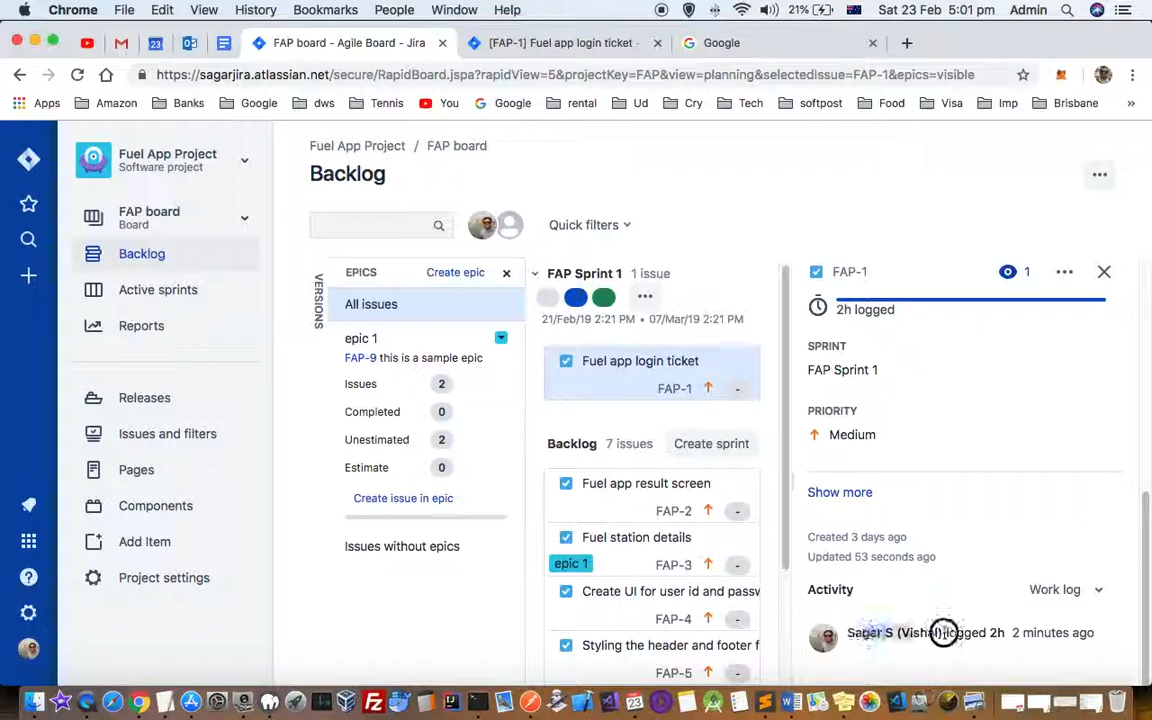 Chrome File Edit View History Bookmarks People Window Help 21% Sat 23 Feb 5:01 pm Admin
23 FAP board - Agile Board - Jira [FAP-1] Fuel app login ticket - Google
https://sagarjira.atlassian.net/secure/RapidBoard.jspa?rapidView=5&projectKey=FAP&view=planning&selectedIssue=FAP-1&epics=visible
Apps Amazon Banks Google dws Tennis You Google rental Ud Cry Tech softpost Food Visa Imp Brisbane »
Fuel App Project
Software project
FAP board
Board
Backlog
Active sprints
Reports
Releases
Issues and filters
Pages
Components
Add Item
Project settings
Fuel App Project / FAP board
Backlog
Quick filters
VERSIONS
EPICS Create epic
All issues
epic 1
FAP-9 this is a sample epic
Issues 2
Completed 0
Unestimated 2
Estimate 0
Create issue in epic
Issues without epics
FAP Sprint 1 1 issue
21/Feb/19 2:21 PM • 07/Mar/19 2:21 PM
Fuel app login ticket
FAP-1 -
Backlog 7 issues Create sprint
Fuel app result screen
FAP-2 -
Fuel station details
epic 1 FAP-3 -
Create UI for user id and passw
FAP-4 -
Styling the header and footer f
FAP-5 -
FAP-1 1
2h logged
SPRINT
FAP Sprint 1
PRIORITY
Medium
Show more
Created 3 days ago
Updated 53 seconds ago
Activity Work log
Sagar S (Vishal) logged 2h 2 minutes ago
23